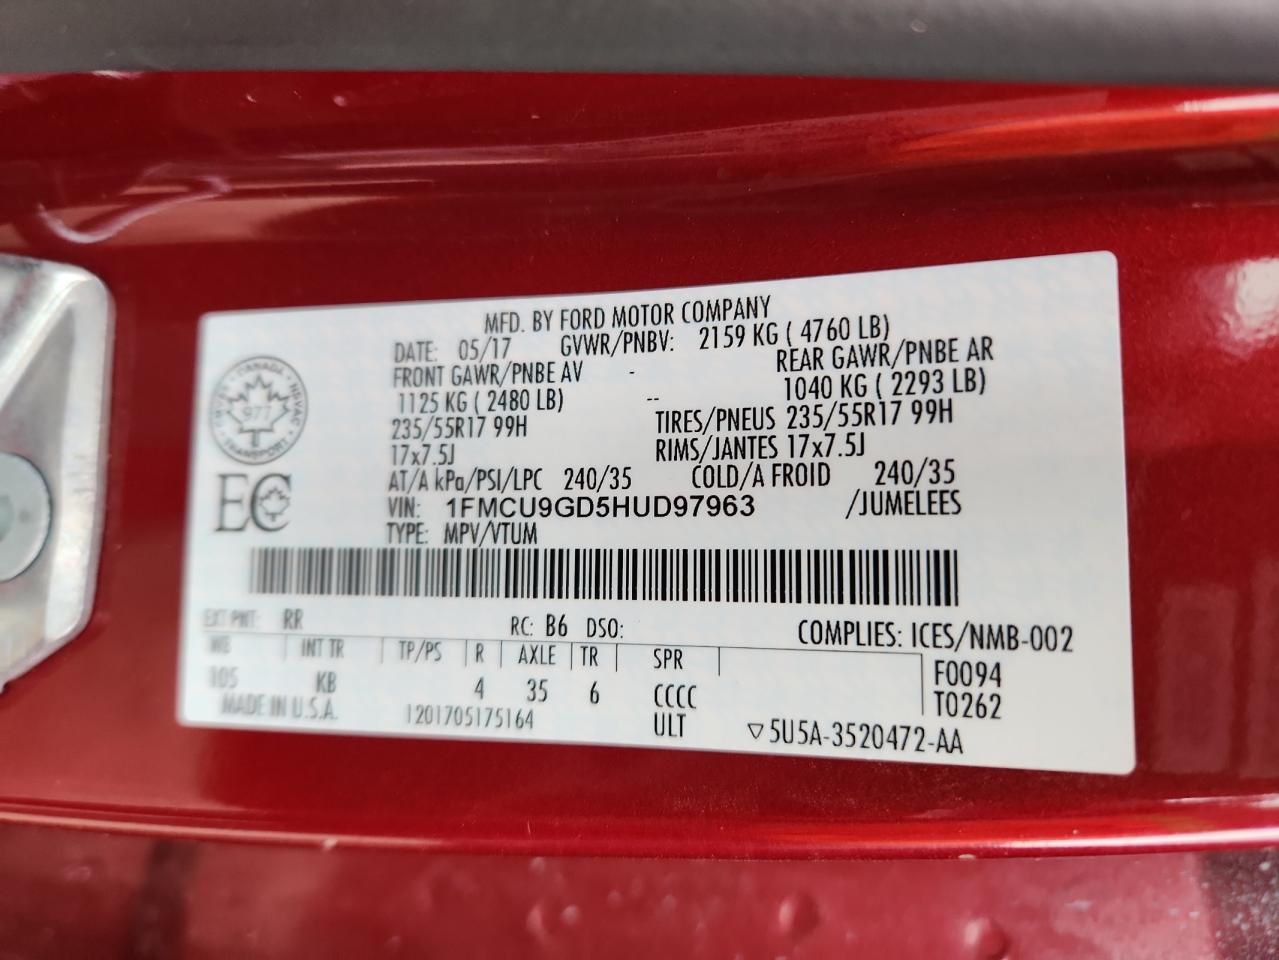 MFD. BY FORD MOTOR COMPANY
DATE: 05/17 GVWR/PNBV: 2159 KG ( 4760 LB)
FRONT GAWR/PNBE AV - REAR GAWR/PNBE AR
1125 KG ( 2480 LB) -- 1040 KG ( 2293 LB)
235/55R17 99H TIRES/PNEUS 235/55R17 99H
17x7.5J RIMS/JANTES 17x7.5J
AT/A kPa/PSI/LPC 240/35 COLD/A FROID 240/35
VIN: 1FMCU9GD5HUD97963 /JUMELEES
TYPE: MPV/VTUM
CANADA
977
TRANSPORT
EC
EXT PNT: RR RC: B6 DSO: COMPLIES: ICES/NMB-002
WB INT TR TP/PS R AXLE TR SPR F0094
105 KB 4 35 6 CCCC T0262
MADE IN U.S.A. 1201705175164 ULT ▽5U5A-3520472-AA